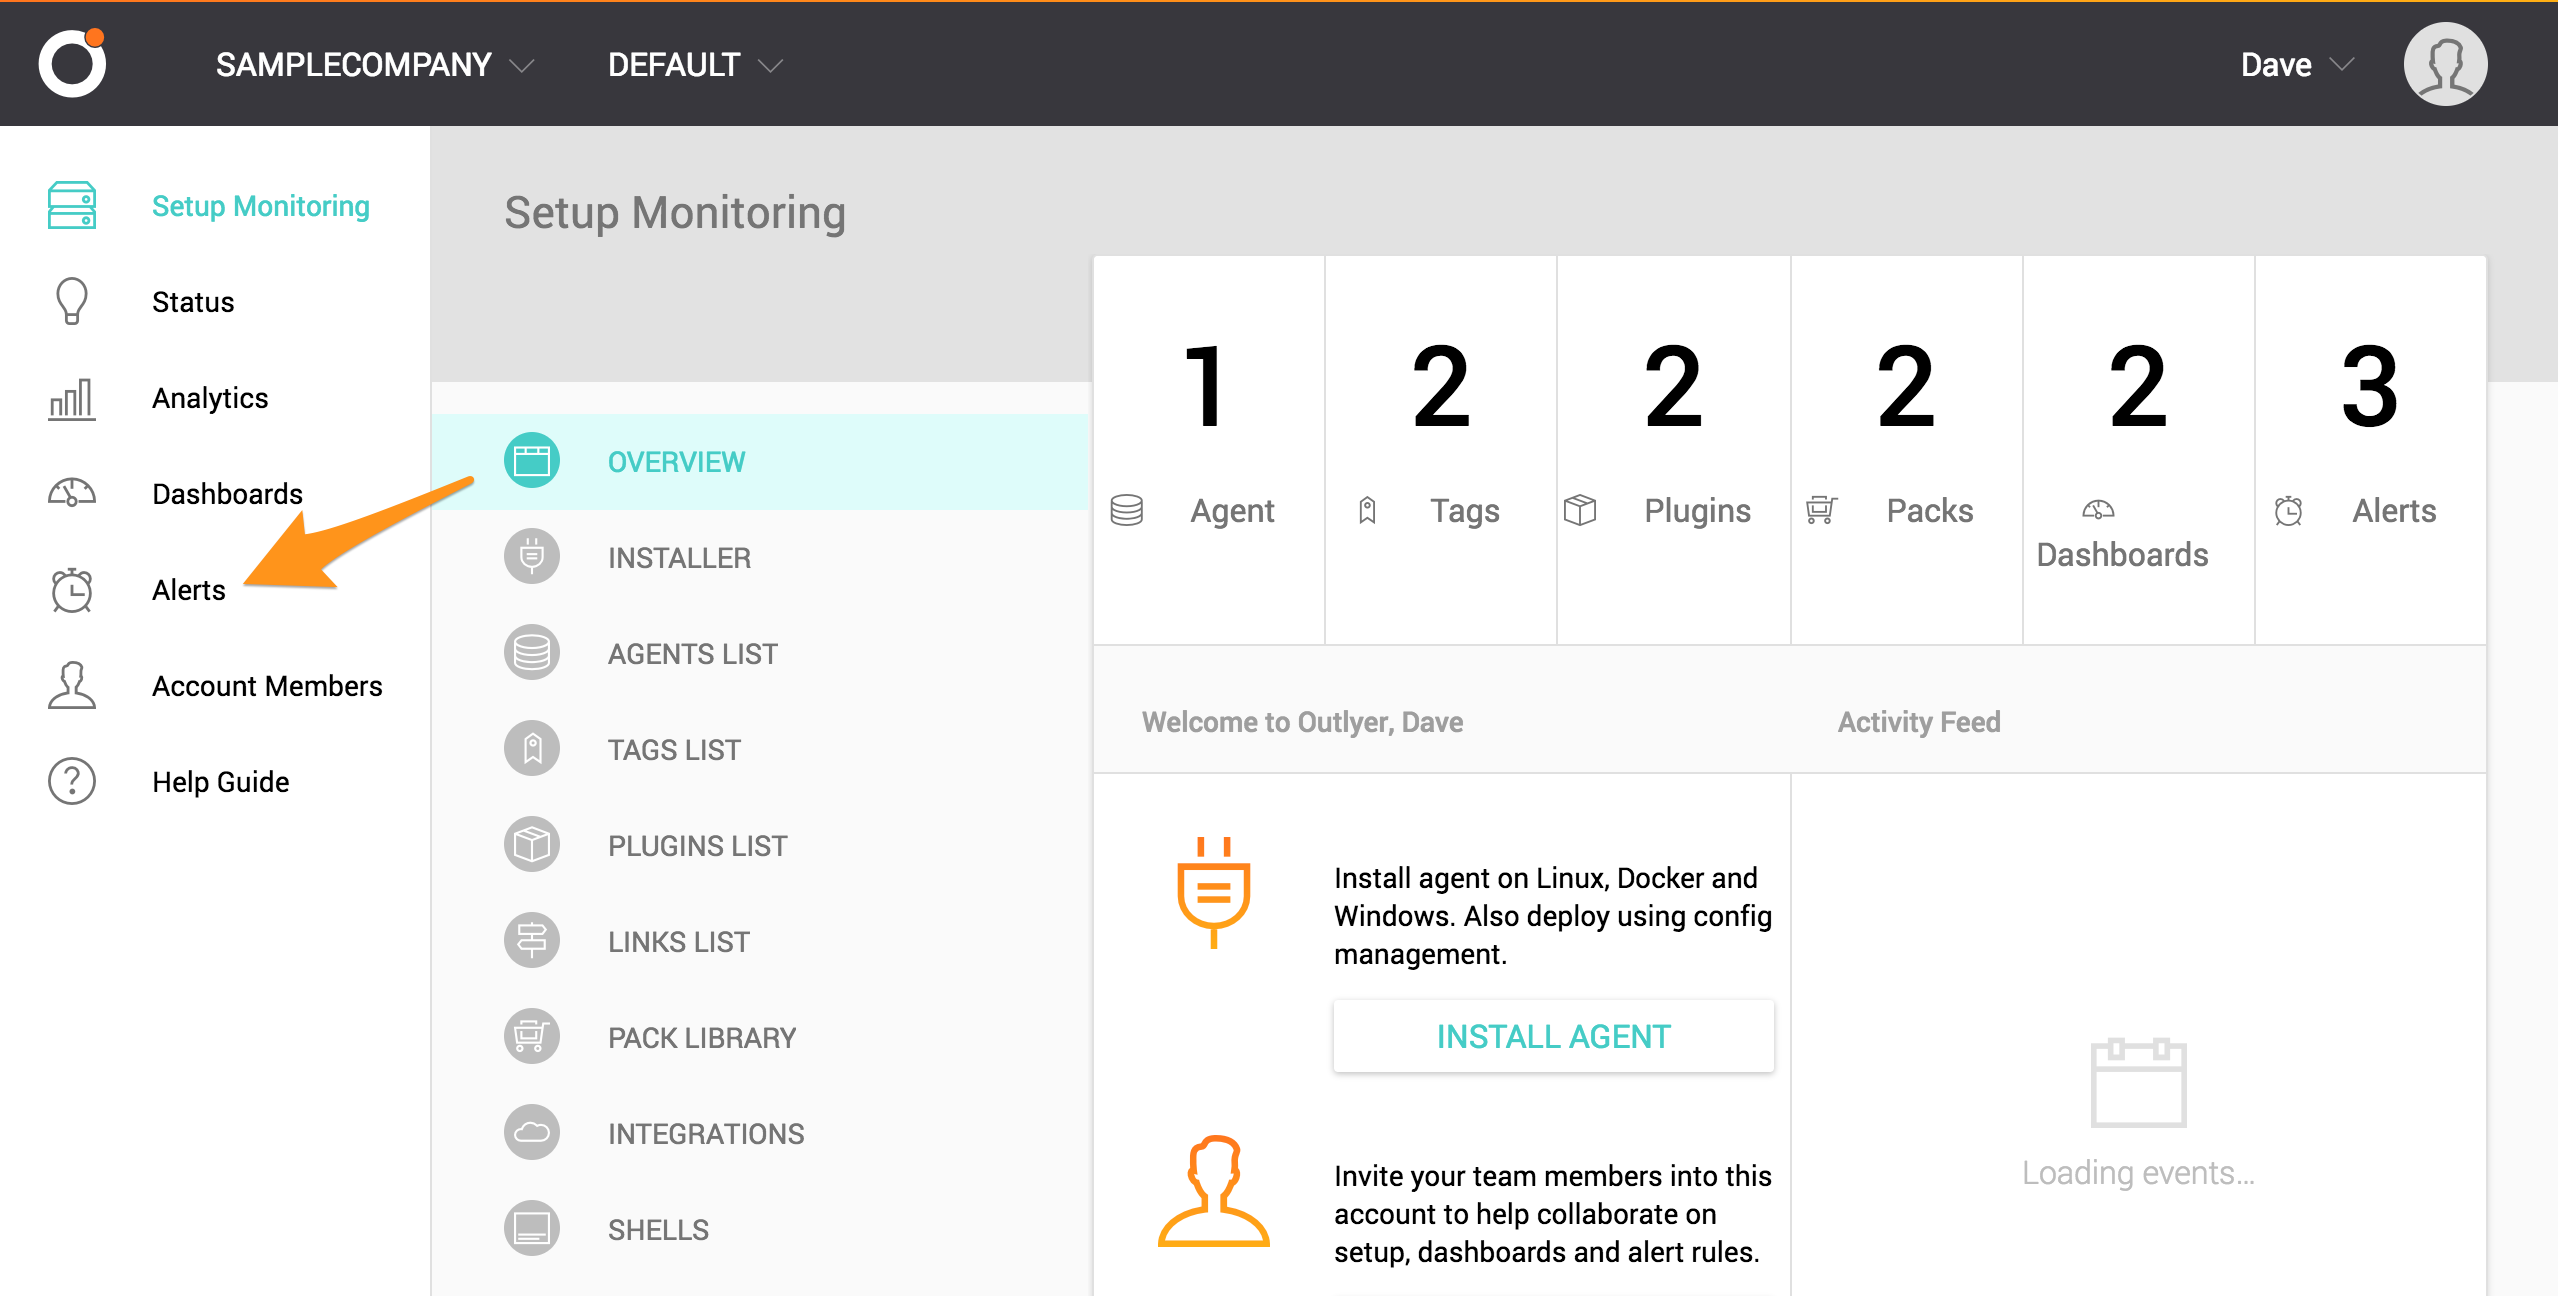 SAMPLECOMPANY
DEFAULT
Dave
Setup Monitoring
Status
Analytics
Dashboards
Alerts
Account Members
Help Guide
Setup Monitoring
OVERVIEW
INSTALLER
AGENTS LIST
TAGS LIST
PLUGINS LIST
LINKS LIST
PACK LIBRARY
INTEGRATIONS
SHELLS
1
Agent
2
Tags
2
Plugins
2
Packs
2
Dashboards
3
Alerts
Welcome to Outlyer, Dave
Install agent on Linux, Docker and
Windows. Also deploy using config
management.
INSTALL AGENT
Invite your team members into this
account to help collaborate on
setup, dashboards and alert rules.
Activity Feed
Loading events...